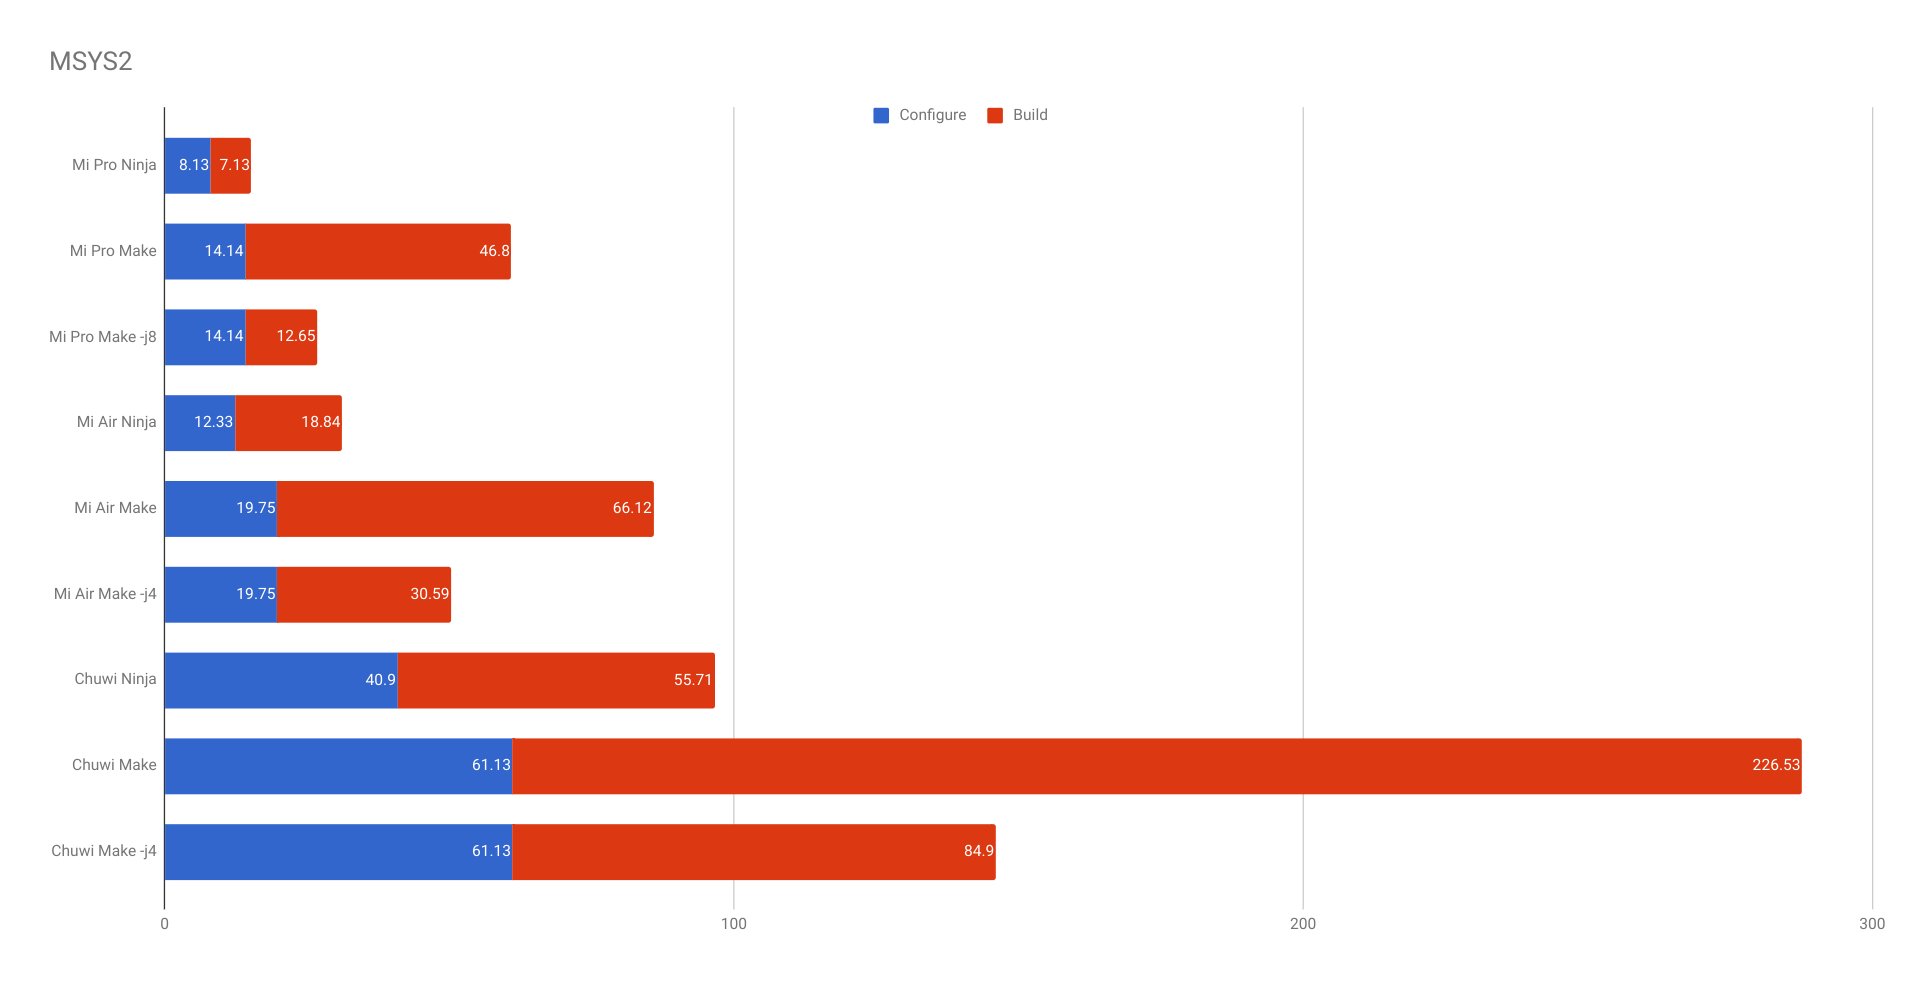 MSYS2
Configure Build
Mi Pro Ninja 8.13 7.13
Mi Pro Make 14.14 46.8
Mi Pro Make -j8 14.14 12.65
Mi Air Ninja 12.33 18.84
Mi Air Make 19.75 66.12
Mi Air Make -j4 19.75 30.59
Chuwi Ninja 40.9 55.71
Chuwi Make 61.13 226.53
Chuwi Make -j4 61.13 84.9
0 100 200 300